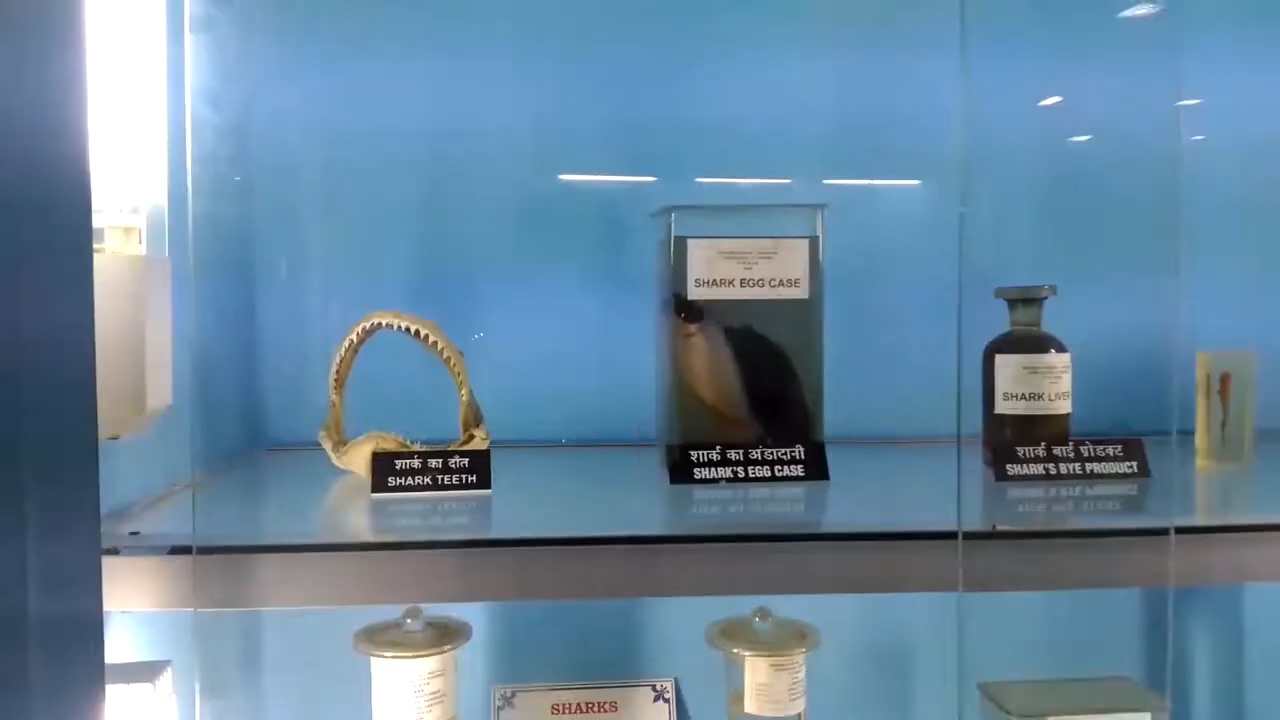 SHARK EGG CASE
SHARK LIVER
शार्क का दाँत
SHARK TEETH
शार्क का अंडादानी
SHARK'S EGG CASE
शार्क बाई प्रोडक्ट
SHARK'S BYE PRODUCT
SHARKS